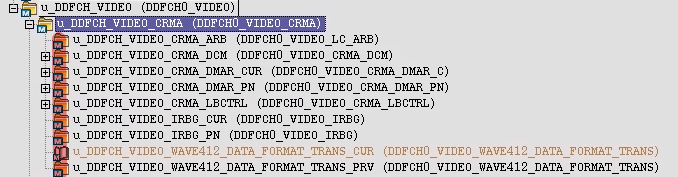 u_DDFCH_VIDEO (DDFCH0_VIDEO)
u_DDFCH_VIDEO_CRMA (DDFCH0_VIDEO_CRMA)
u_DDFCH_VIDEO_CRMA_ARB (DDFCH0_VIDEO_LC_ARB)
u_DDFCH_VIDEO_CRMA_DCM (DDFCH0_VIDEO_CRMA_DCM)
u_DDFCH_VIDEO_CRMA_DMAR_CUR (DDFCH0_VIDEO_CRMA_DMAR_C)
u_DDFCH_VIDEO_CRMA_DMAR_PN (DDFCH0_VIDEO_CRMA_DMAR_PN)
u_DDFCH_VIDEO_CRMA_LBCTRL (DDFCH0_VIDEO_CRMA_LBCTRL)
u_DDFCH_VIDEO_IRBG_CUR (DDFCH0_VIDEO_IRBG)
u_DDFCH_VIDEO_IRBG_PN (DDFCH0_VIDEO_IRBG)
u_DDFCH_VIDEO_WAVE412_DATA_FORMAT_TRANS_CUR (DDFCH0_VIDEO_WAVE412_DATA_FORMAT_TRANS)
u_DDFCH_VIDEO_WAVE412_DATA_FORMAT_TRANS_PRV (DDFCH0_VIDEO_WAVE412_DATA_FORMAT_TRANS)